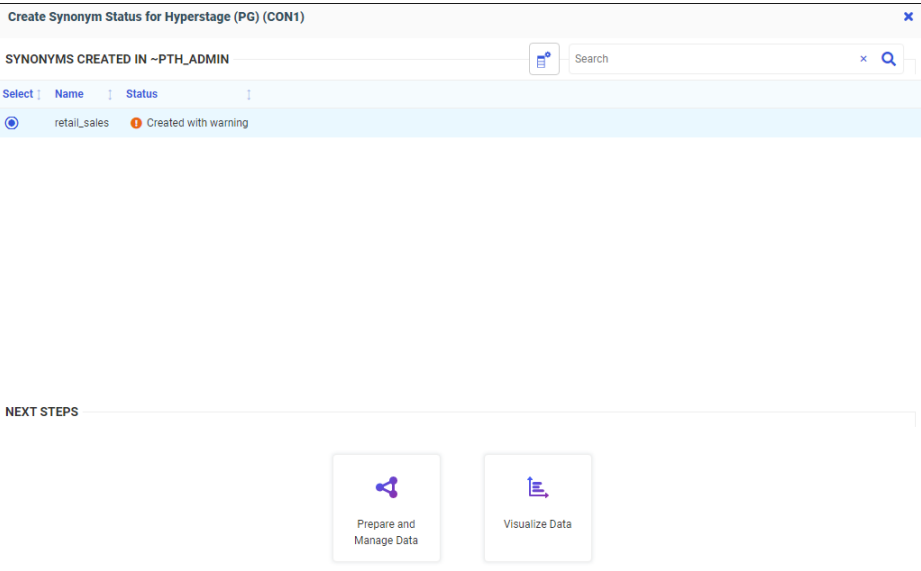 Create Synonym Status for Hyperstage (PG) (CON1)
SYNONYMS CREATED IN ~PTH_ADMIN
Search
Select Name Status
retail_sales Created with warning
NEXT STEPS
Prepare and
Manage Data
Visualize Data